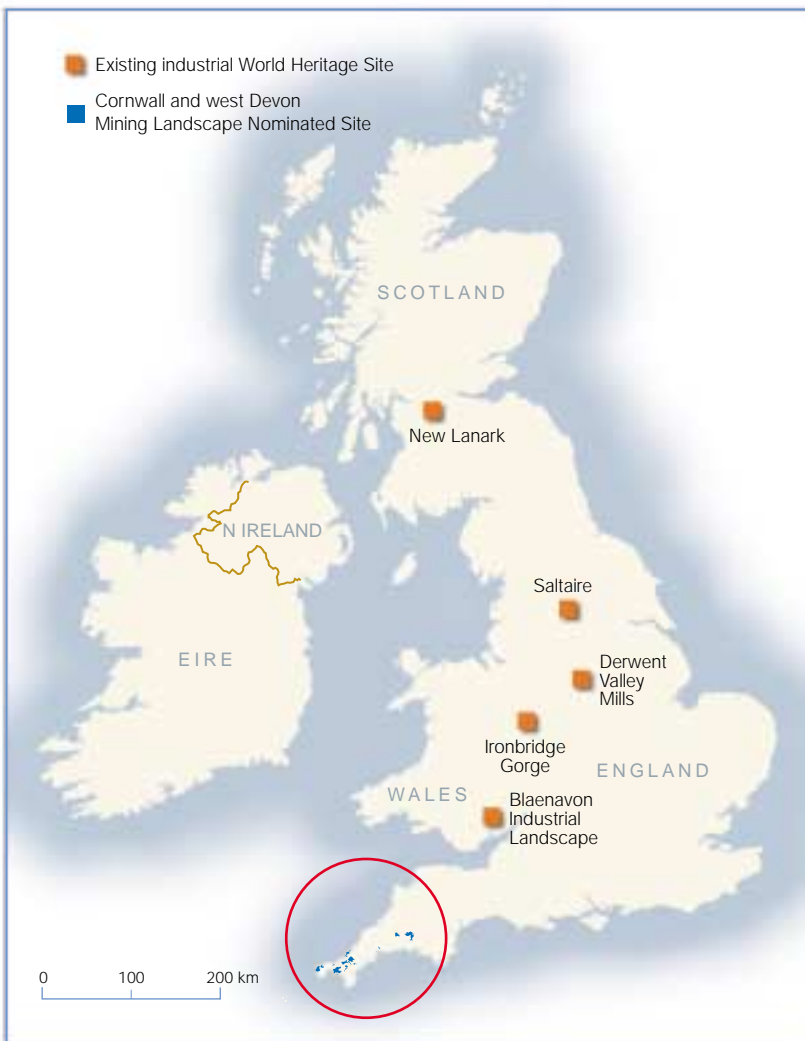 Existing industrial World Heritage Site
Cornwall and west Devon
Mining Landscape Nominated Site
SCOTLAND
New Lanark
N IRELAND
Saltaire
EIRE
Derwent
Valley
Mills
Ironbridge
Gorge
ENGLAND
WALES
Blaenavon
Industrial
Landscape
0 100 200 km